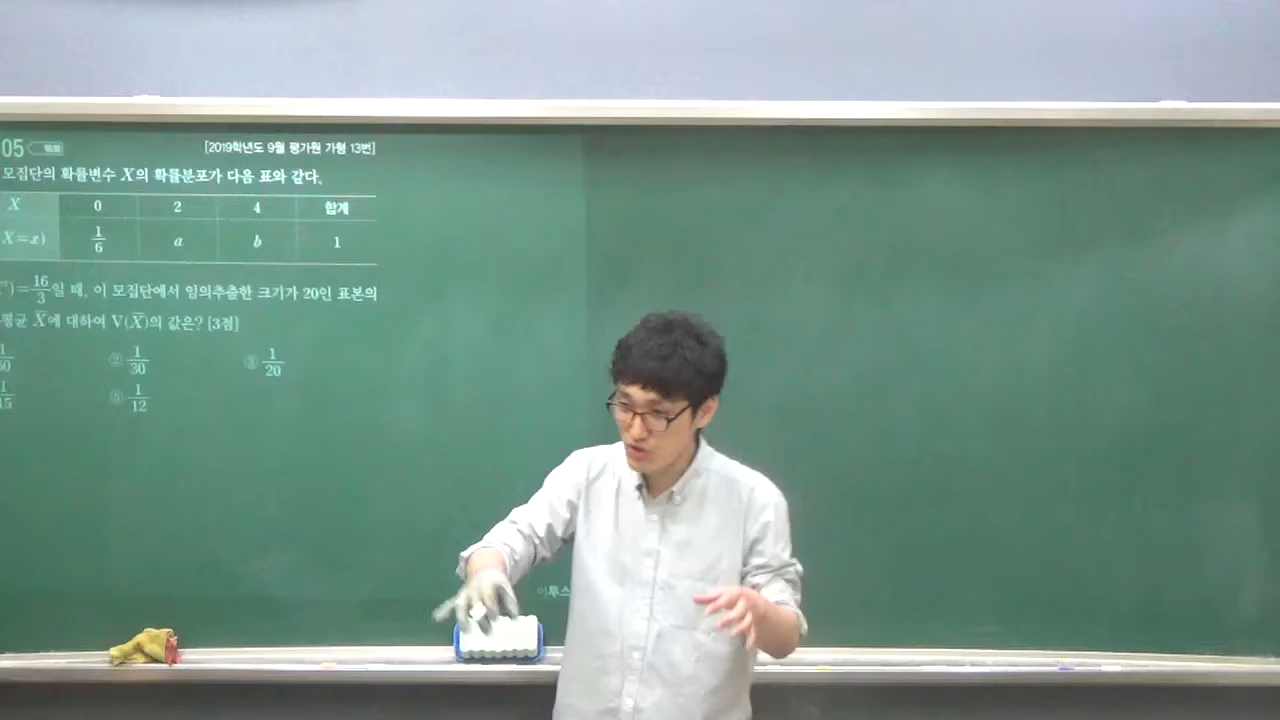 05
[2019학년도 9월 평가원 가형 13번]
모집단의 확률변수 X의 확률분포가 다음 표와 같다.
X 0 2 4 합계
X=x) 1/6 a b 1
)=16/3일 때, 이 모집단에서 임의추출한 크기가 20인 표본의
평균 X̄에 대하여 V(X̄)의 값은? [3점]
② 1/30 ③ 1/20
⑤ 1/12
이투스